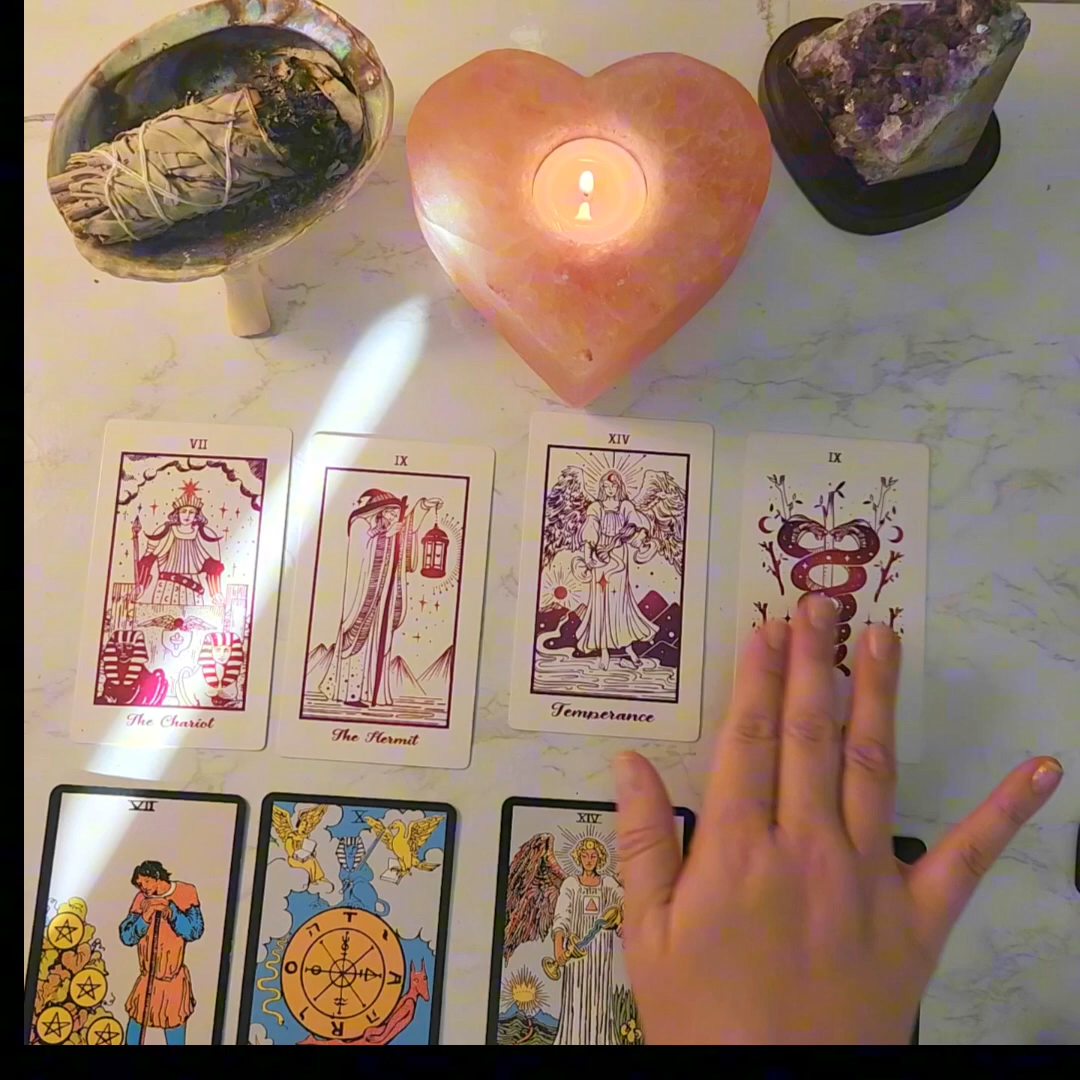 VII
The Chariot
IX
The Hermit
XIV
Temperance
IX
VII
X
T
A
R
O
XIV